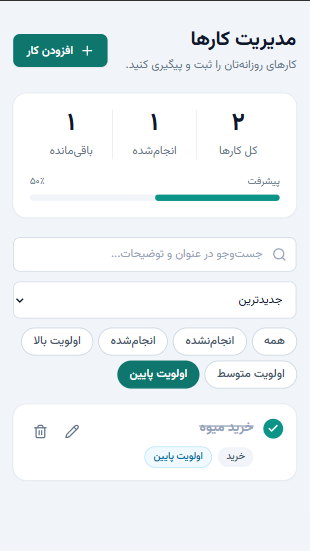 مدیریت کارها
افزودن کار
کارهای روزانه‌تان را ثبت و پیگیری کنید.
۲ ۱ ۱
کل کارها انجام‌شده باقی‌مانده
پیشرفت ۵۰٪
جست‌وجو در عنوان و توضیحات...
جدیدترین
همه انجام‌نشده انجام‌شده اولویت بالا
اولویت متوسط اولویت پایین
خرید میوه
خرید اولویت پایین